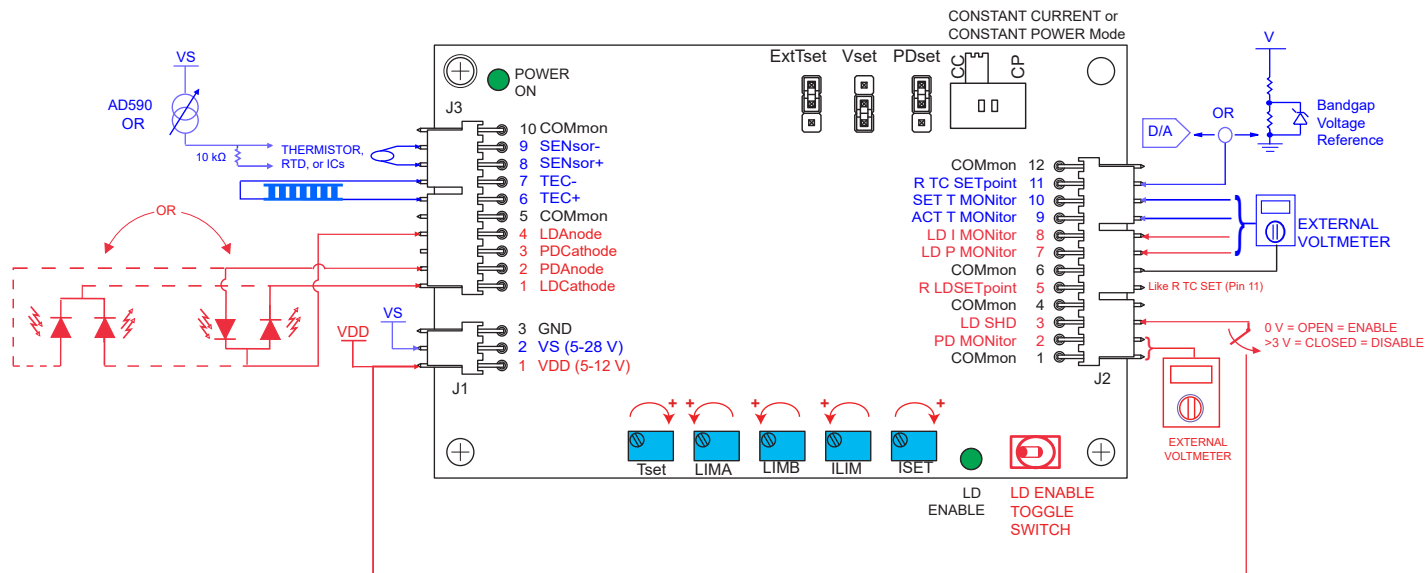 CONSTANT CURRENT or
CONSTANT POWER Mode
ExtTset
Vset
PDset
CC
CP
POWER
ON
VS
AD590
OR
10 kΩ
THERMISTOR,
RTD, or ICs
J3
10 COMmon
9 SENsor-
8 SENsor+
7 TEC-
6 TEC+
5 COMmon
4 LDAnode
3 PDCathode
2 PDAnode
1 LDCathode
OR
VS
VDD
3 GND
2 VS (5-28 V)
1 VDD (5-12 V)
J1
V
D/A
OR
Bandgap
Voltage
Reference
COMmon 12
R TC SETpoint 11
SET T MONitor 10
ACT T MONitor 9
LD I MONitor 8
LD P MONitor 7
COMmon 6
R LDSETpoint 5
COMmon 4
LD SHD 3
PD MONitor 2
COMmon 1
J2
EXTERNAL
VOLTMETER
Like R TC SET (Pin 11)
0 V = OPEN = ENABLE
>3 V = CLOSED = DISABLE
EXTERNAL
VOLTMETER
+
+
+
+
+
Tset
LIMA
LIMB
ILIM
ISET
LD
ENABLE
LD ENABLE
TOGGLE
SWITCH